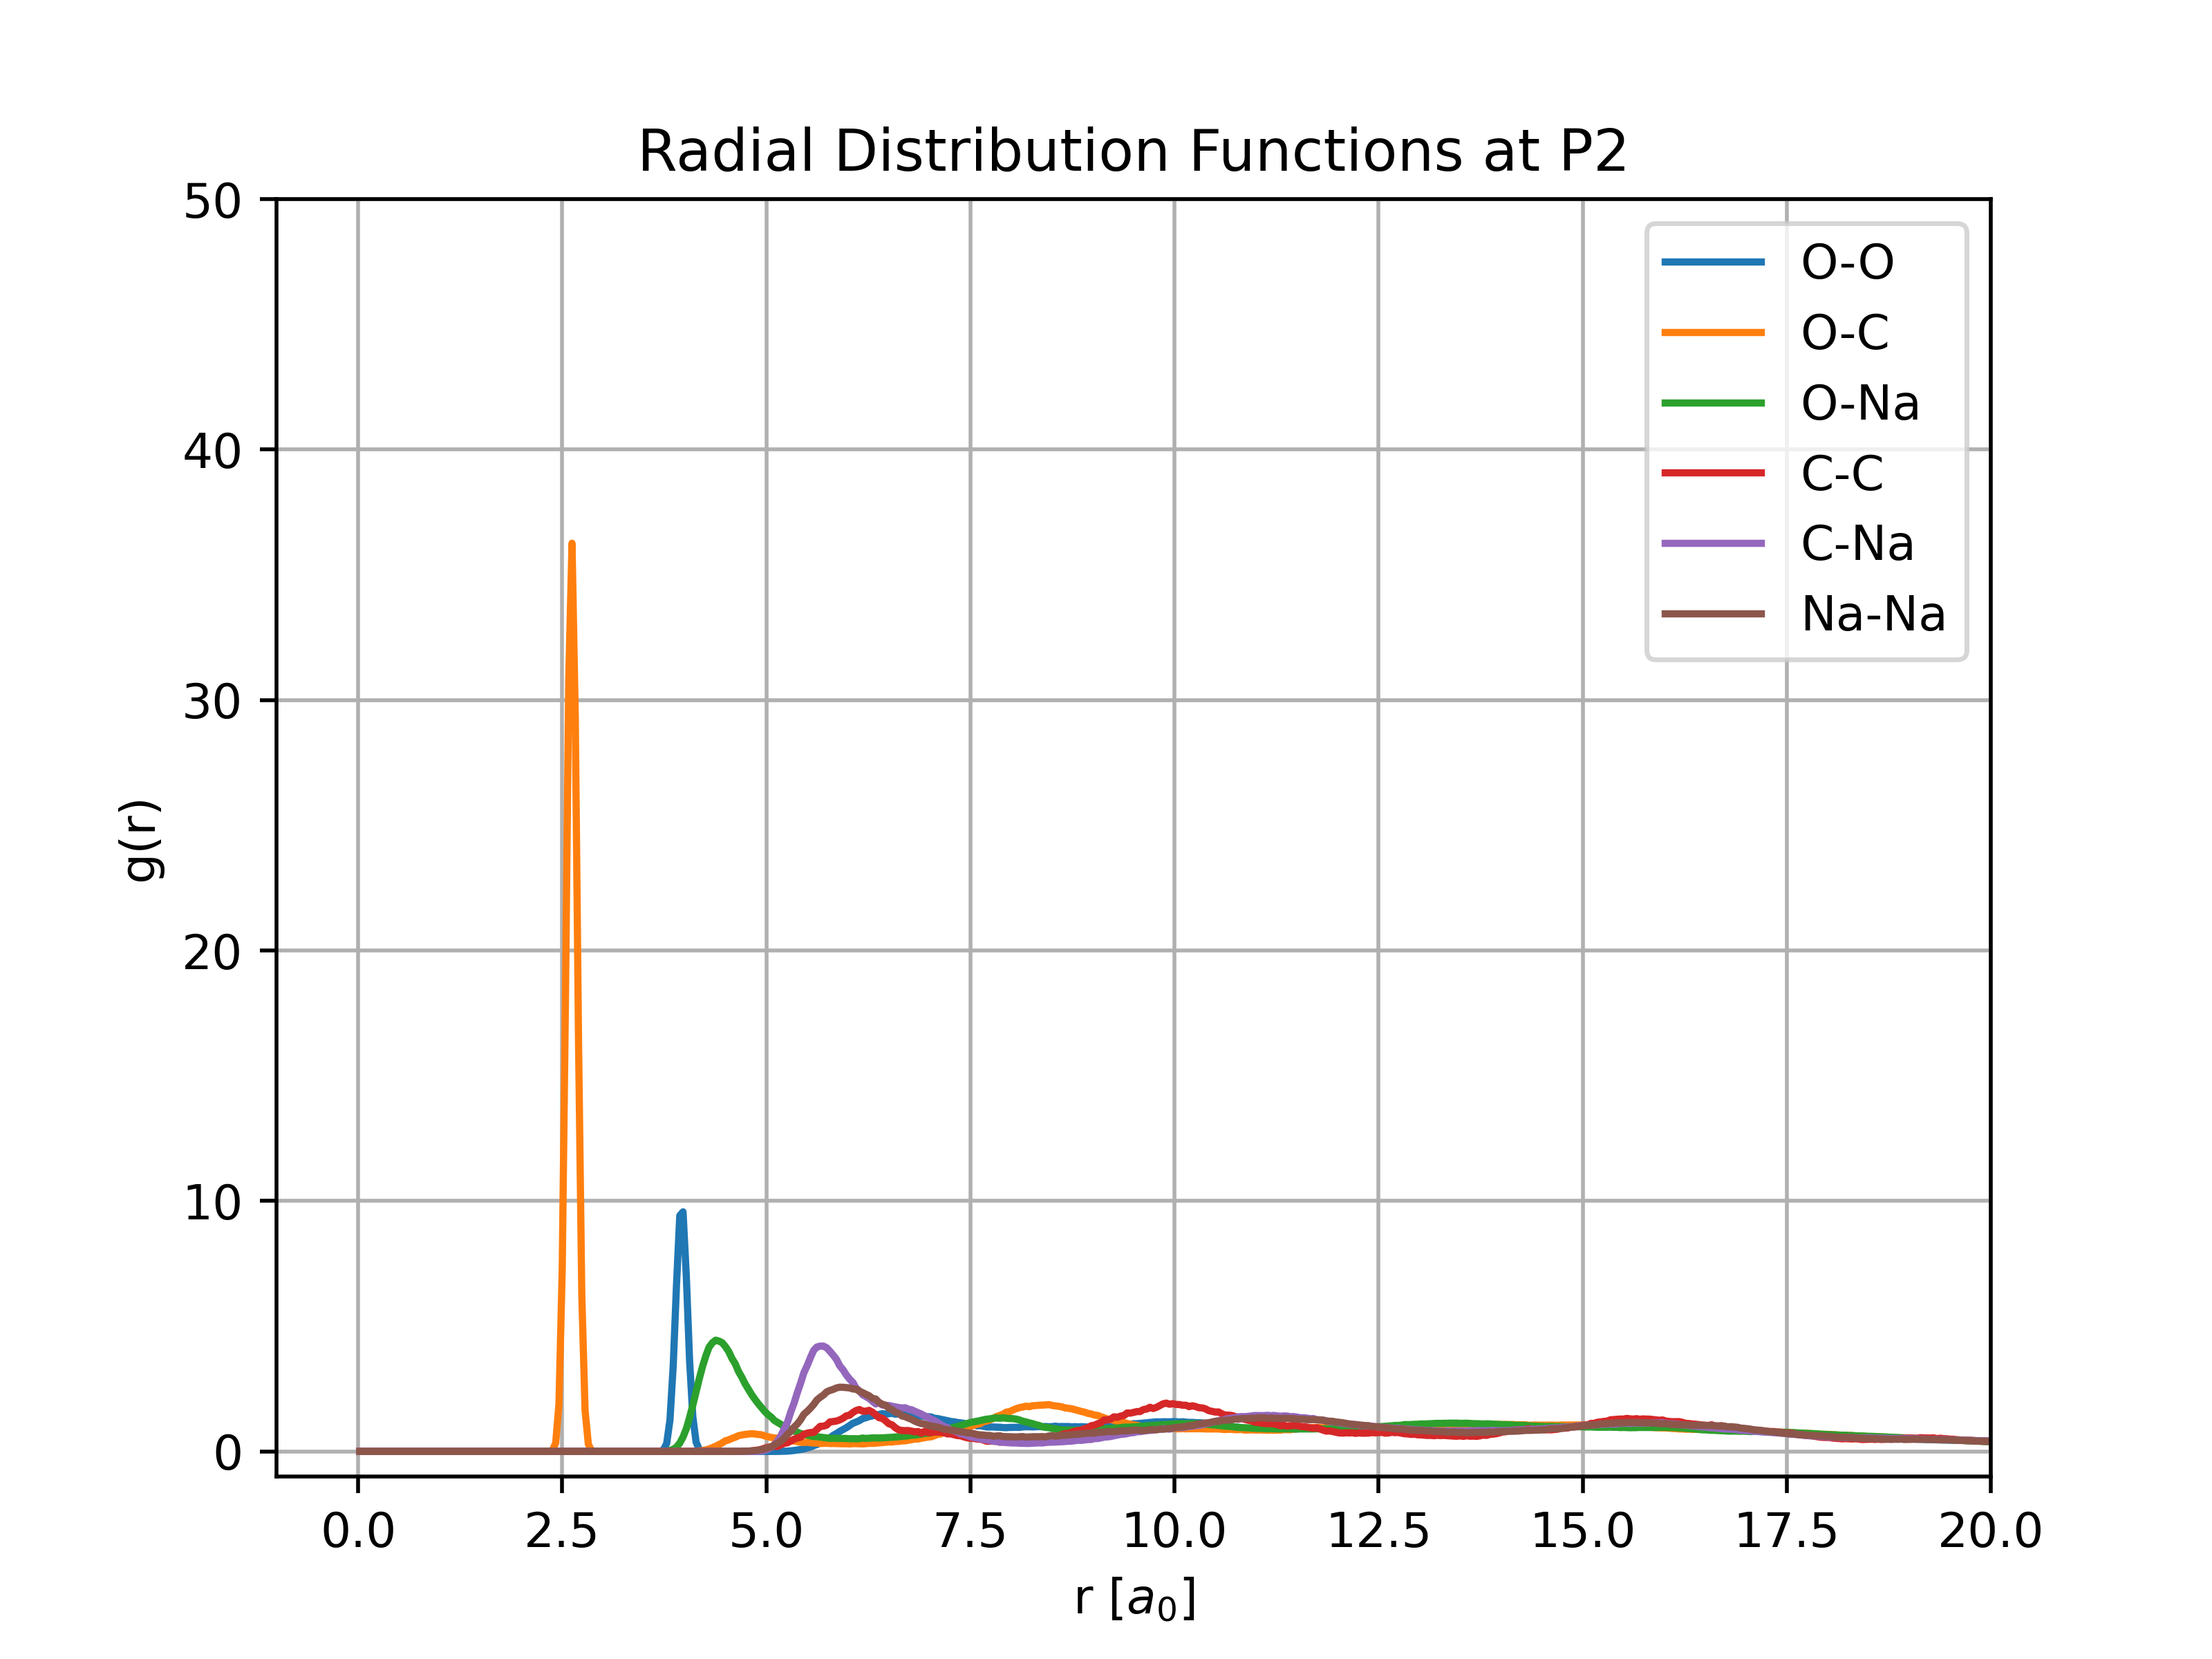 Radial Distribution Functions at P2
50
40
30
20
10
0
g(r)
O-O
O-C
O-Na
C-C
C-Na
Na-Na
0.0 2.5 5.0 7.5 10.0 12.5 15.0 17.5 20.0
r [a₀]